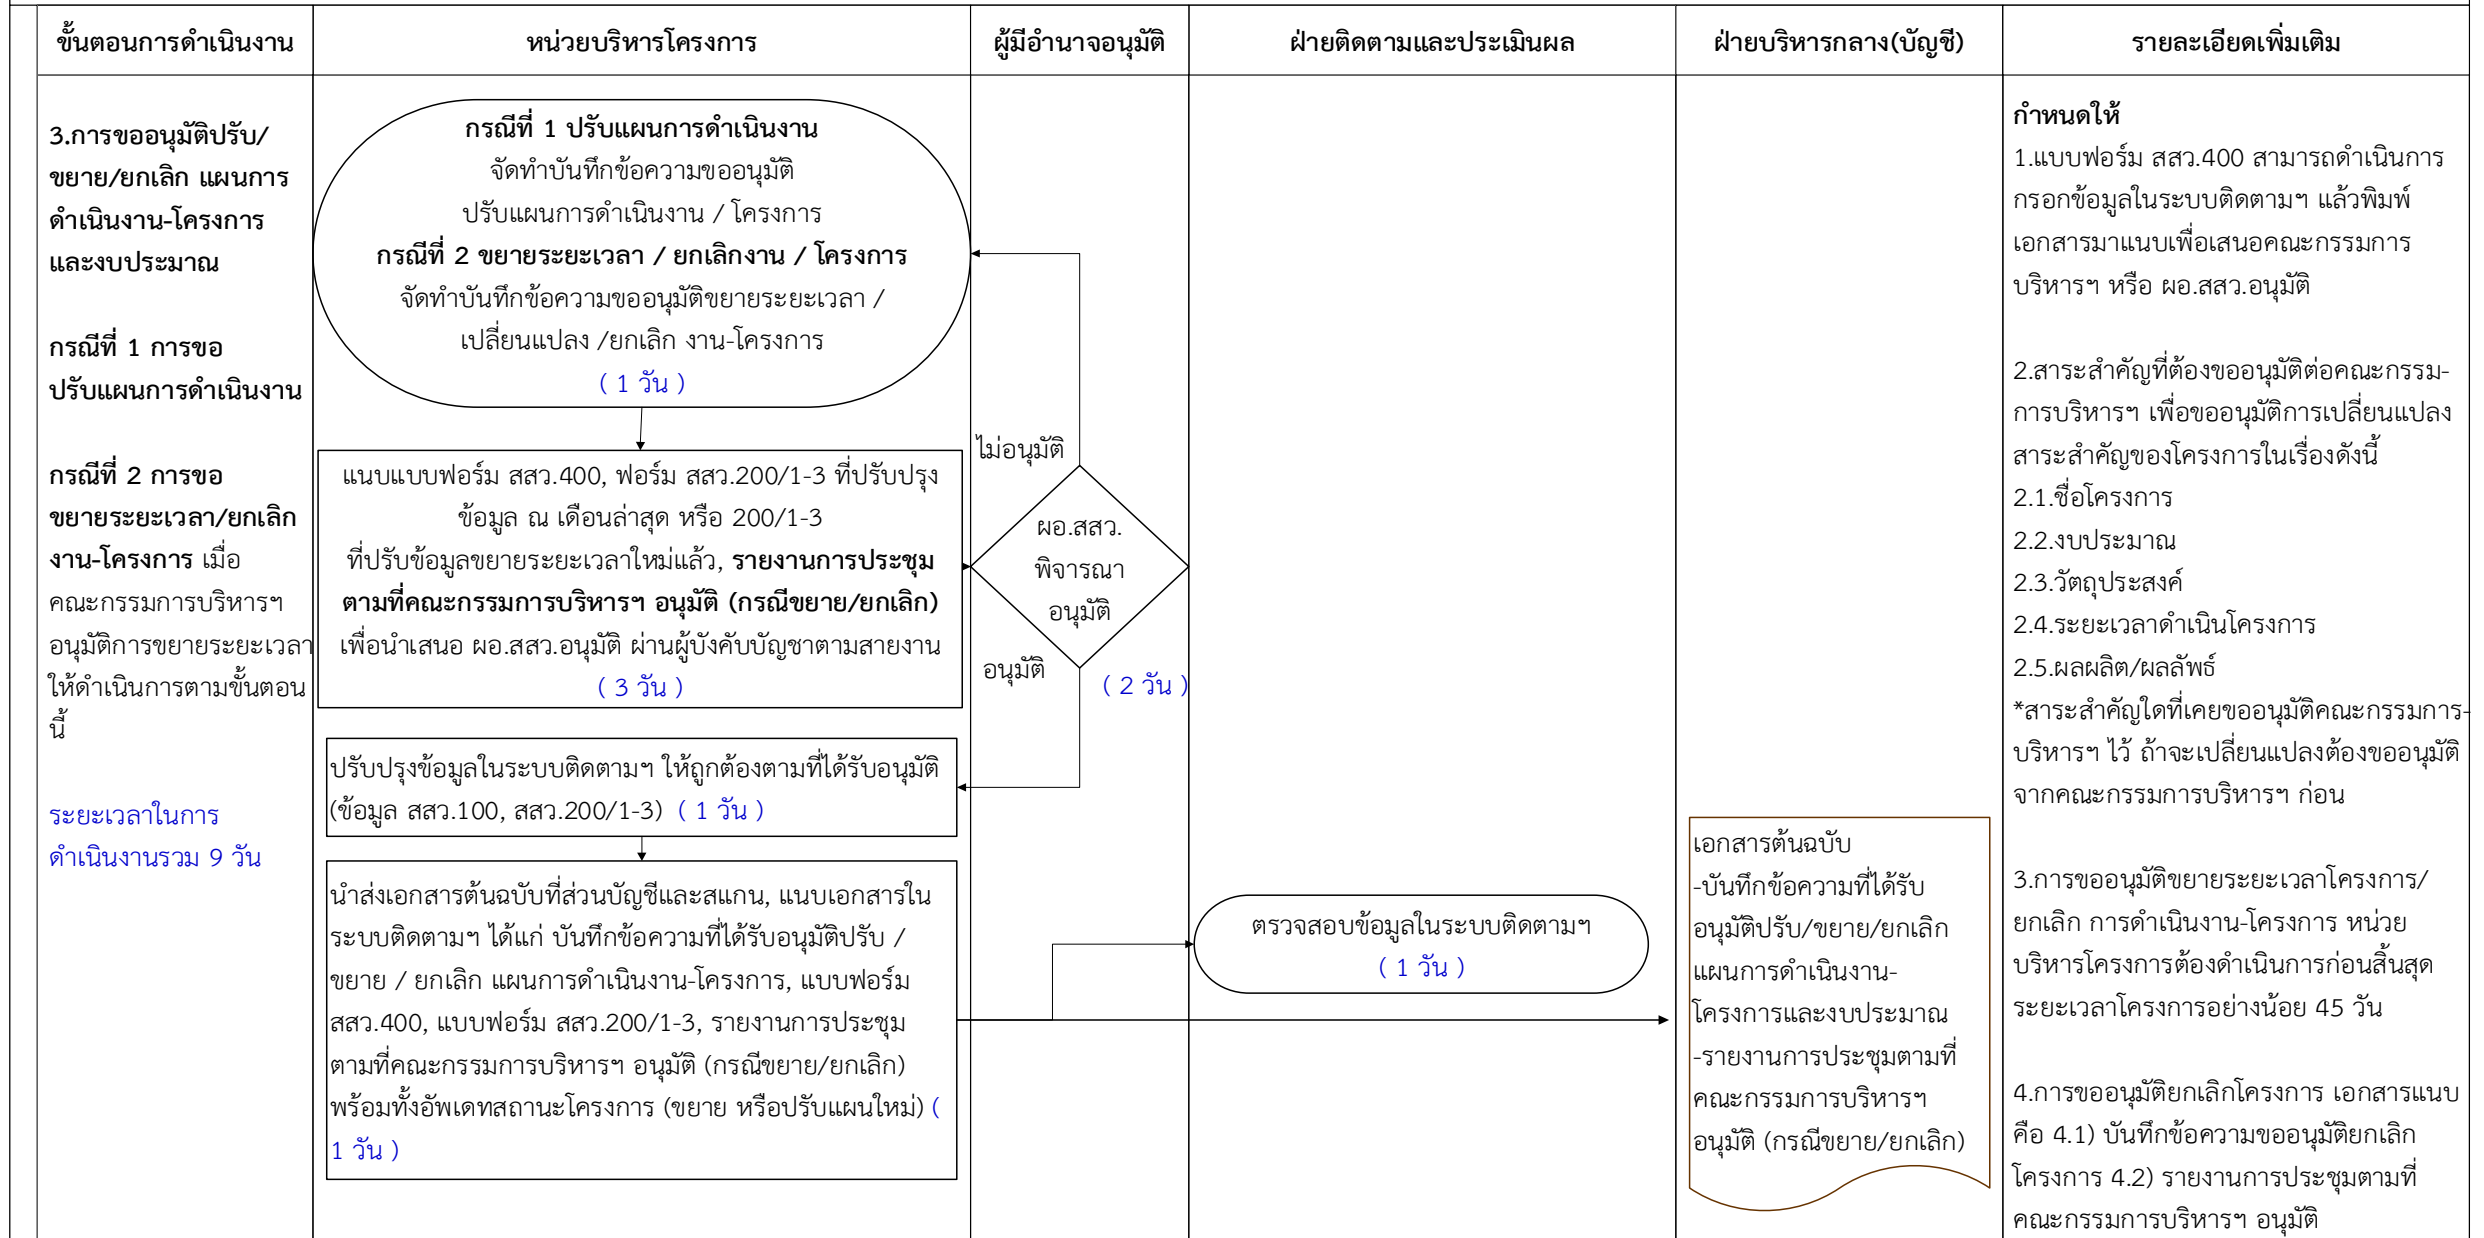 ขั้นตอนการดำเนินงาน
หน่วยบริหารโครงการ
ผู้มีอำนาจอนุมัติ
ฝ่ายติดตามและประเมินผล
ฝ่ายบริหารกลาง(บัญชี)
รายละเอียดเพิ่มเติม
3.การขออนุมัติปรับ/
ขยาย/ยกเลิก แผนการ
ดำเนินงาน-โครงการ
และงบประมาณ
กรณีที่ 1 การขอ
ปรับแผนการดำเนินงาน
กรณีที่ 2 การขอ
ขยายระยะเวลา/ยกเลิก
งาน-โครงการ เมื่อ
คณะกรรมการบริหารฯ
อนุมัติการขยายระยะเวลา
ให้ดำเนินการตามขั้นตอน
นี้
ระยะเวลาในการ
ดำเนินงานรวม 9 วัน
กรณีที่ 1 ปรับแผนการดำเนินงาน
จัดทำบันทึกข้อความขออนุมัติ
ปรับแผนการดำเนินงาน / โครงการ
กรณีที่ 2 ขยายระยะเวลา / ยกเลิกงาน / โครงการ
จัดทำบันทึกข้อความขออนุมัติขยายระยะเวลา /
เปลี่ยนแปลง /ยกเลิก งาน-โครงการ
( 1 วัน )
แนบแบบฟอร์ม สสว.400, ฟอร์ม สสว.200/1-3 ที่ปรับปรุง
ข้อมูล ณ เดือนล่าสุด หรือ 200/1-3
ที่ปรับข้อมูลขยายระยะเวลาใหม่แล้ว, รายงานการประชุม
ตามที่คณะกรรมการบริหารฯ อนุมัติ (กรณีขยาย/ยกเลิก)
เพื่อนำเสนอ ผอ.สสว.อนุมัติ ผ่านผู้บังคับบัญชาตามสายงาน
( 3 วัน )
ปรับปรุงข้อมูลในระบบติดตามฯ ให้ถูกต้องตามที่ได้รับอนุมัติ
(ข้อมูล สสว.100, สสว.200/1-3) ( 1 วัน )
นำส่งเอกสารต้นฉบับที่ส่วนบัญชีและสแกน, แนบเอกสารใน
ระบบติดตามฯ ได้แก่ บันทึกข้อความที่ได้รับอนุมัติปรับ /
ขยาย / ยกเลิก แผนการดำเนินงาน-โครงการ, แบบฟอร์ม
สสว.400, แบบฟอร์ม สสว.200/1-3, รายงานการประชุม
ตามที่คณะกรรมการบริหารฯ อนุมัติ (กรณีขยาย/ยกเลิก)
พร้อมทั้งอัพเดทสถานะโครงการ (ขยาย หรือปรับแผนใหม่) (
1 วัน )
ไม่อนุมัติ
ผอ.สสว.
พิจารณา
อนุมัติ
อนุมัติ
( 2 วัน )
ตรวจสอบข้อมูลในระบบติดตามฯ
( 1 วัน )
เอกสารต้นฉบับ
-บันทึกข้อความที่ได้รับ
อนุมัติปรับ/ขยาย/ยกเลิก
แผนการดำเนินงาน-
โครงการและงบประมาณ
-รายงานการประชุมตามที่
คณะกรรมการบริหารฯ
อนุมัติ (กรณีขยาย/ยกเลิก)
กำหนดให้
1.แบบฟอร์ม สสว.400 สามารถดำเนินการ
กรอกข้อมูลในระบบติดตามฯ แล้วพิมพ์
เอกสารมาแนบเพื่อเสนอคณะกรรมการ
บริหารฯ หรือ ผอ.สสว.อนุมัติ
2.สาระสำคัญที่ต้องขออนุมัติต่อคณะกรรม-
การบริหารฯ เพื่อขออนุมัติการเปลี่ยนแปลง
สาระสำคัญของโครงการในเรื่องดังนี้
2.1.ชื่อโครงการ
2.2.งบประมาณ
2.3.วัตถุประสงค์
2.4.ระยะเวลาดำเนินโครงการ
2.5.ผลผลิต/ผลลัพธ์
*สาระสำคัญใดที่เคยขออนุมัติคณะกรรมการ-
บริหารฯ ไว้ ถ้าจะเปลี่ยนแปลงต้องขออนุมัติ
จากคณะกรรมการบริหารฯ ก่อน
3.การขออนุมัติขยายระยะเวลาโครงการ/
ยกเลิก การดำเนินงาน-โครงการ หน่วย
บริหารโครงการต้องดำเนินการก่อนสิ้นสุด
ระยะเวลาโครงการอย่างน้อย 45 วัน
4.การขออนุมัติยกเลิกโครงการ เอกสารแนบ
คือ 4.1) บันทึกข้อความขออนุมัติยกเลิก
โครงการ 4.2) รายงานการประชุมตามที่
คณะกรรมการบริหารฯ อนุมัติ